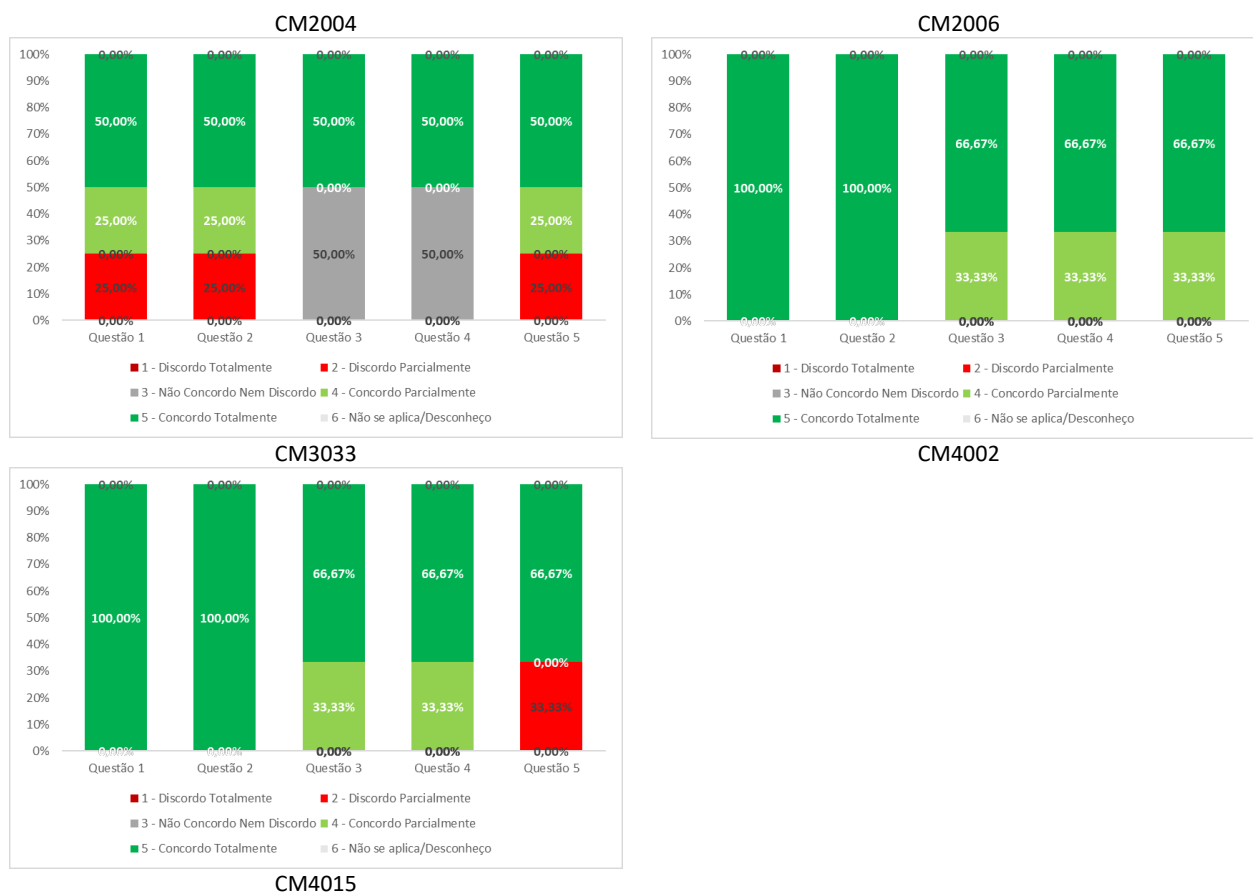 CM2004
CM2006
100%
90%
80%
70%
60%
50%
40%
30%
20%
10%
0%
0,00% 0,00% 0,00% 0,00% 0,00%
50,00% 50,00% 50,00% 50,00% 50,00%
0,00% 0,00%
25,00% 25,00% 25,00%
0,00% 0,00% 50,00% 50,00% 0,00%
25,00% 25,00% 25,00%
0,00% 0,00% 0,00% 0,00% 0,00%
Questão 1 Questão 2 Questão 3 Questão 4 Questão 5
1 - Discordo Totalmente 2 - Discordo Parcialmente
3 - Não Concordo Nem Discordo 4 - Concordo Parcialmente
5 - Concordo Totalmente 6 - Não se aplica/Desconheço
100%
90%
80%
70%
60%
50%
40%
30%
20%
10%
0%
0,00% 0,00% 0,00% 0,00% 0,00%
66,67% 66,67% 66,67%
100,00% 100,00%
33,33% 33,33% 33,33%
0,00% 0,00% 0,00% 0,00% 0,00%
Questão 1 Questão 2 Questão 3 Questão 4 Questão 5
1 - Discordo Totalmente 2 - Discordo Parcialmente
3 - Não Concordo Nem Discordo 4 - Concordo Parcialmente
5 - Concordo Totalmente 6 - Não se aplica/Desconheço
CM3033
CM4002
100%
90%
80%
70%
60%
50%
40%
30%
20%
10%
0%
0,00% 0,00% 0,00% 0,00% 0,00%
66,67% 66,67% 66,67%
100,00% 100,00%
0,00%
33,33% 33,33% 33,33%
0,00% 0,00% 0,00% 0,00% 0,00%
Questão 1 Questão 2 Questão 3 Questão 4 Questão 5
1 - Discordo Totalmente 2 - Discordo Parcialmente
3 - Não Concordo Nem Discordo 4 - Concordo Parcialmente
5 - Concordo Totalmente 6 - Não se aplica/Desconheço
CM4015